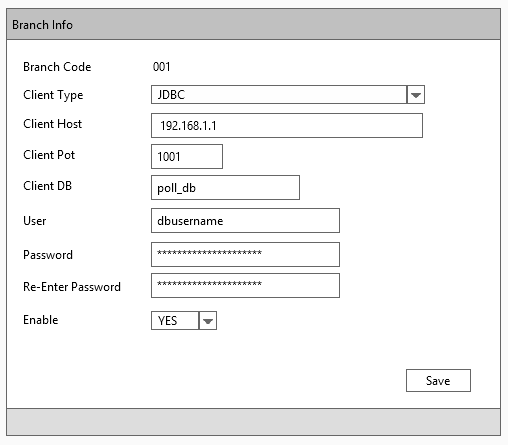 Branch Info
Branch Code 001
Client Type JDBC
Client Host 192.168.1.1
Client Pot 1001
Client DB poll_db
User dbusername
Password *********************
Re-Enter Password *********************
Enable YES
Save